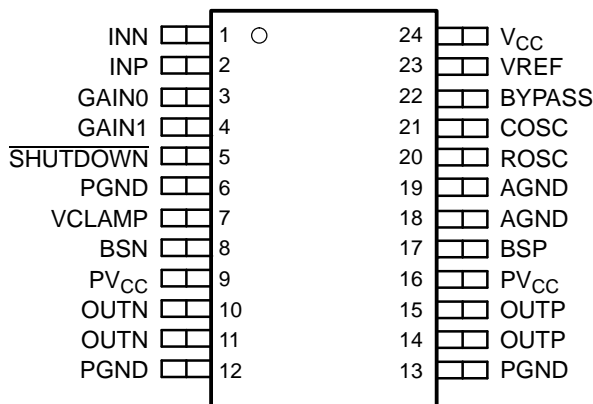 INN 1 24 VCC
INP 2 23 VREF
GAIN0 3 22 BYPASS
GAIN1 4 21 COSC
SHUTDOWN 5 20 ROSC
PGND 6 19 AGND
VCLAMP 7 18 AGND
BSN 8 17 BSP
PVCC 9 16 PVCC
OUTN 10 15 OUTP
OUTN 11 14 OUTP
PGND 12 13 PGND